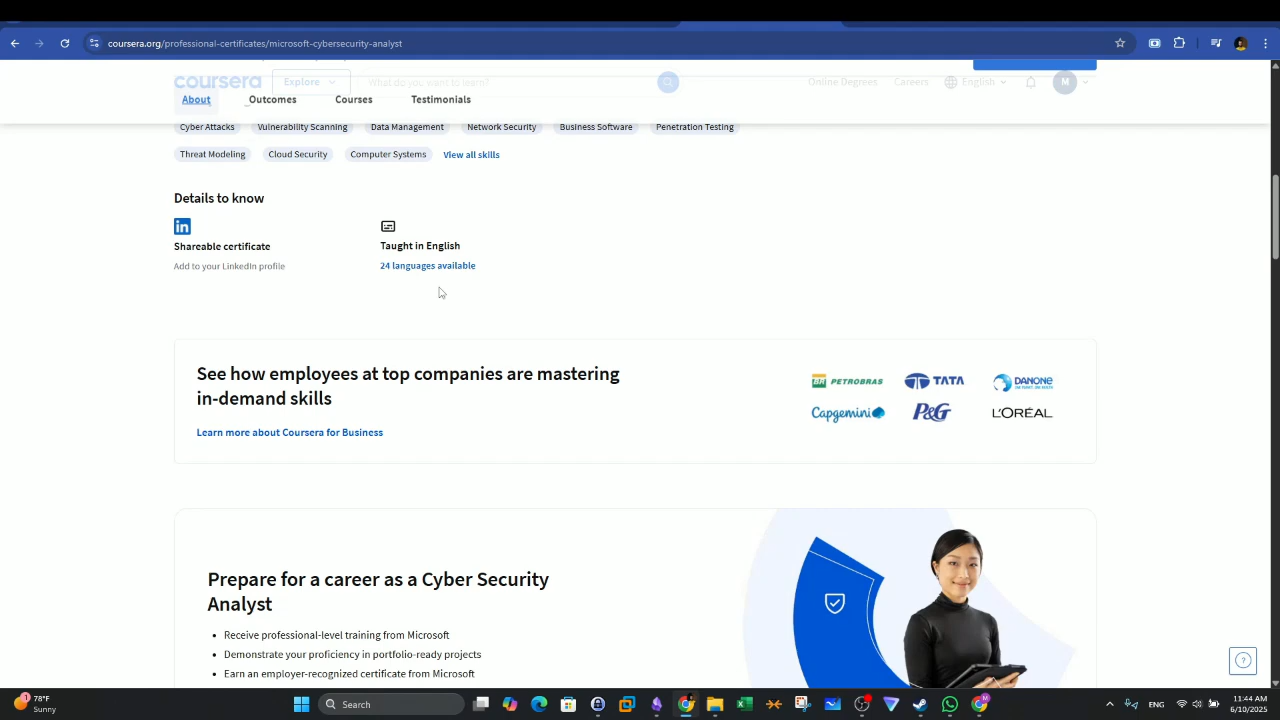 coursera.org/professional-certificates/microsoft-cybersecurity-analyst
coursera Explore What do you want to learn? Online Degrees Careers English M
About Outcomes Courses Testimonials
Cyber Attacks Vulnerability Scanning Data Management Network Security Business Software Penetration Testing
Threat Modeling Cloud Security Computer Systems View all skills
Details to know
in
Shareable certificate
Add to your LinkedIn profile
Taught in English
24 languages available
See how employees at top companies are mastering
in-demand skills
Learn more about Coursera for Business
BR PETROBRAS TATA DANONE
Capgemini P&G L'ORÉAL
Prepare for a career as a Cyber Security
Analyst
• Receive professional-level training from Microsoft
• Demonstrate your proficiency in portfolio-ready projects
• Earn an employer-recognized certificate from Microsoft
?
1
78°F
Sunny
Search
ENG
11:44 AM
6/10/2025